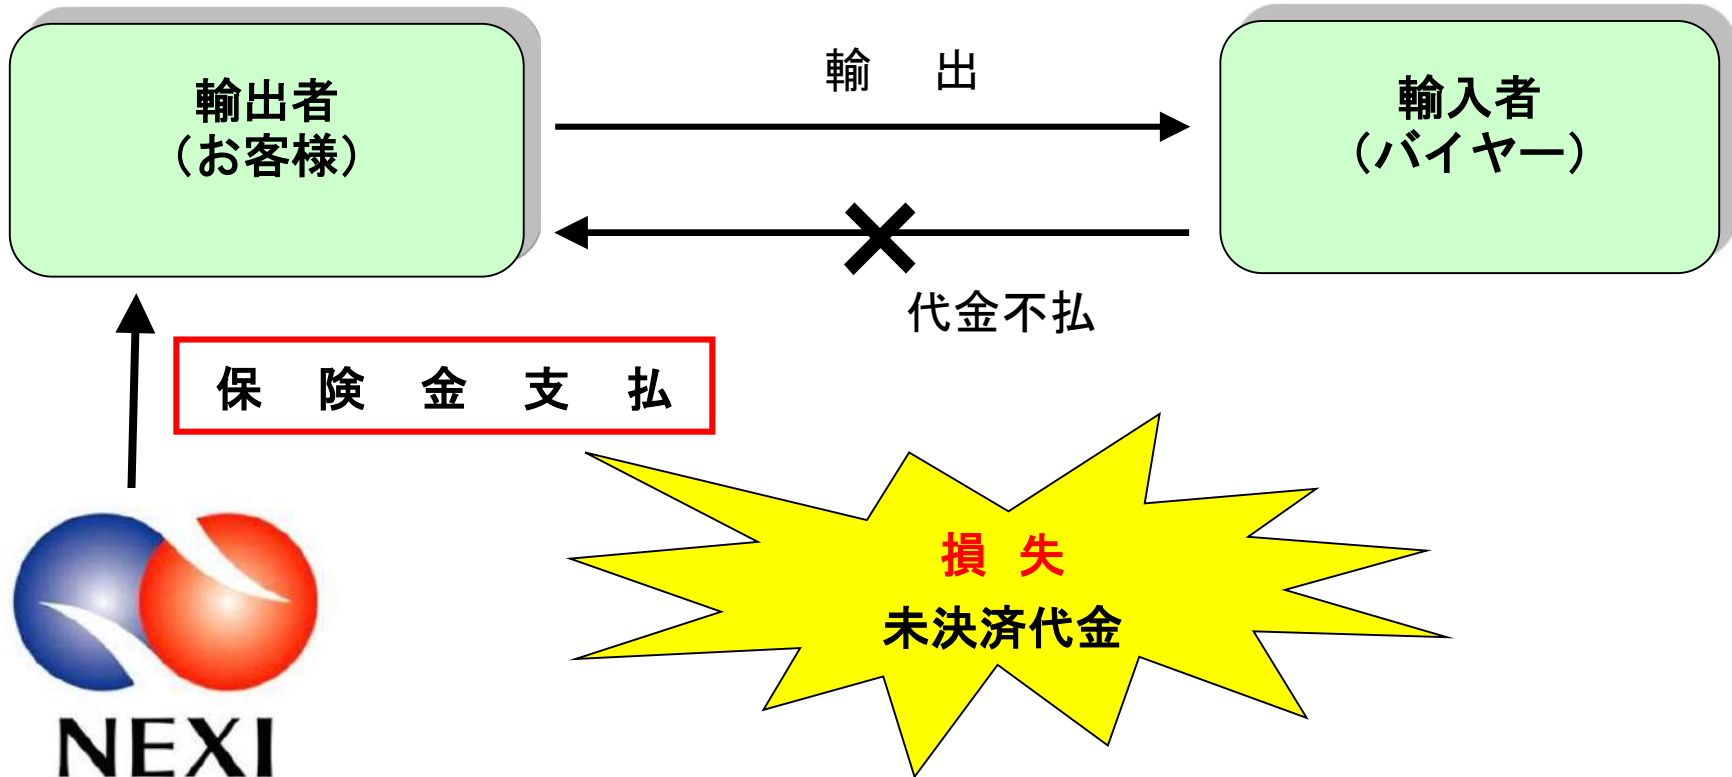 輸出者
（お客様）
輸　出
輸入者
（バイヤー）
代金不払
保　険　金　支　払
損　失
未決済代金
NEXI